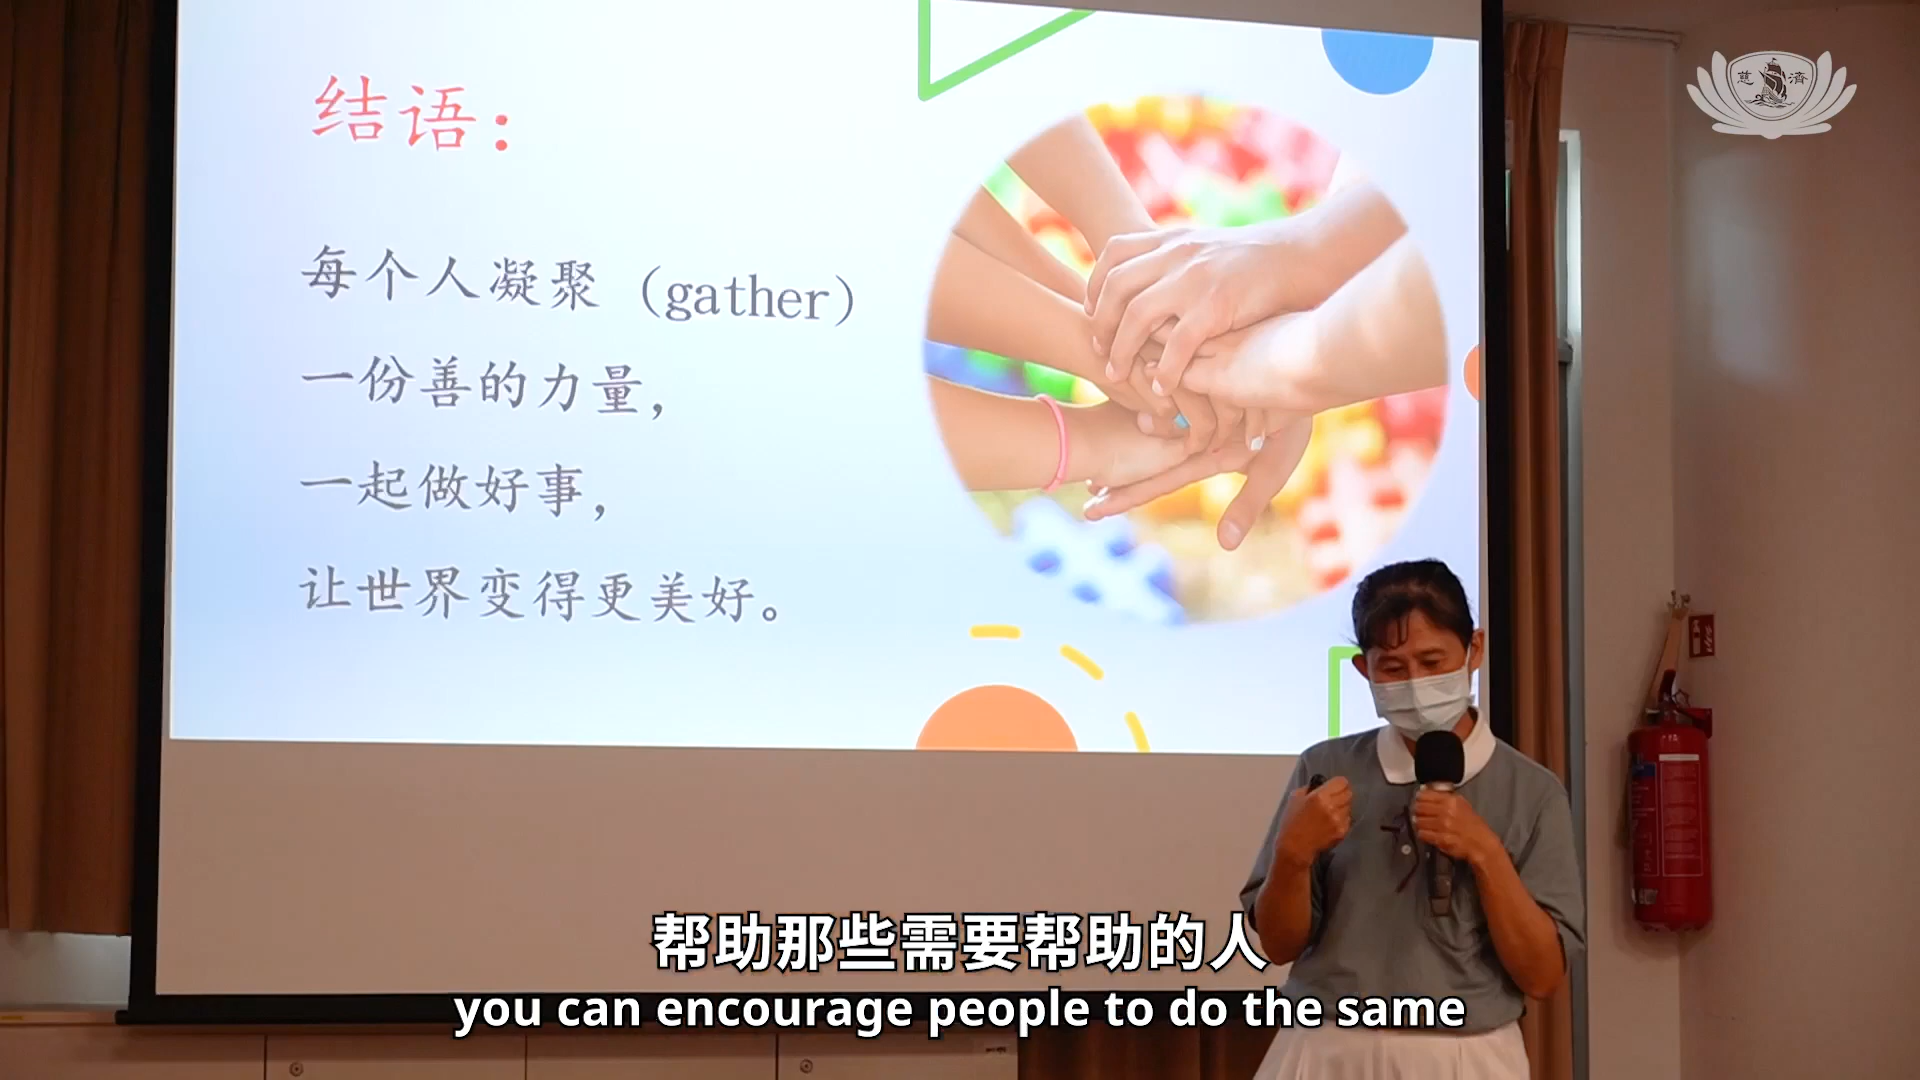 慈濟
结语：
每个人凝聚（gather）
一份善的力量，
一起做好事，
让世界变得更美好。
帮助那些需要帮助的人
you can encourage people to do the same